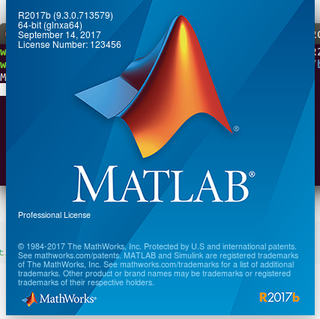 R2017b (9.3.0.713579)
64-bit (glnxa64)
September 14, 2017
License Number: 123456
®
MATLAB®
Professional License
© 1984-2017 The MathWorks, Inc. Protected by U.S and international patents.
See mathworks.com/patents. MATLAB and Simulink are registered trademarks
of The MathWorks, Inc. See mathworks.com/trademarks for a list of additional
trademarks. Other product or brand names may be trademarks or registered
trademarks of their respective holders.
MathWorks®
R2017b